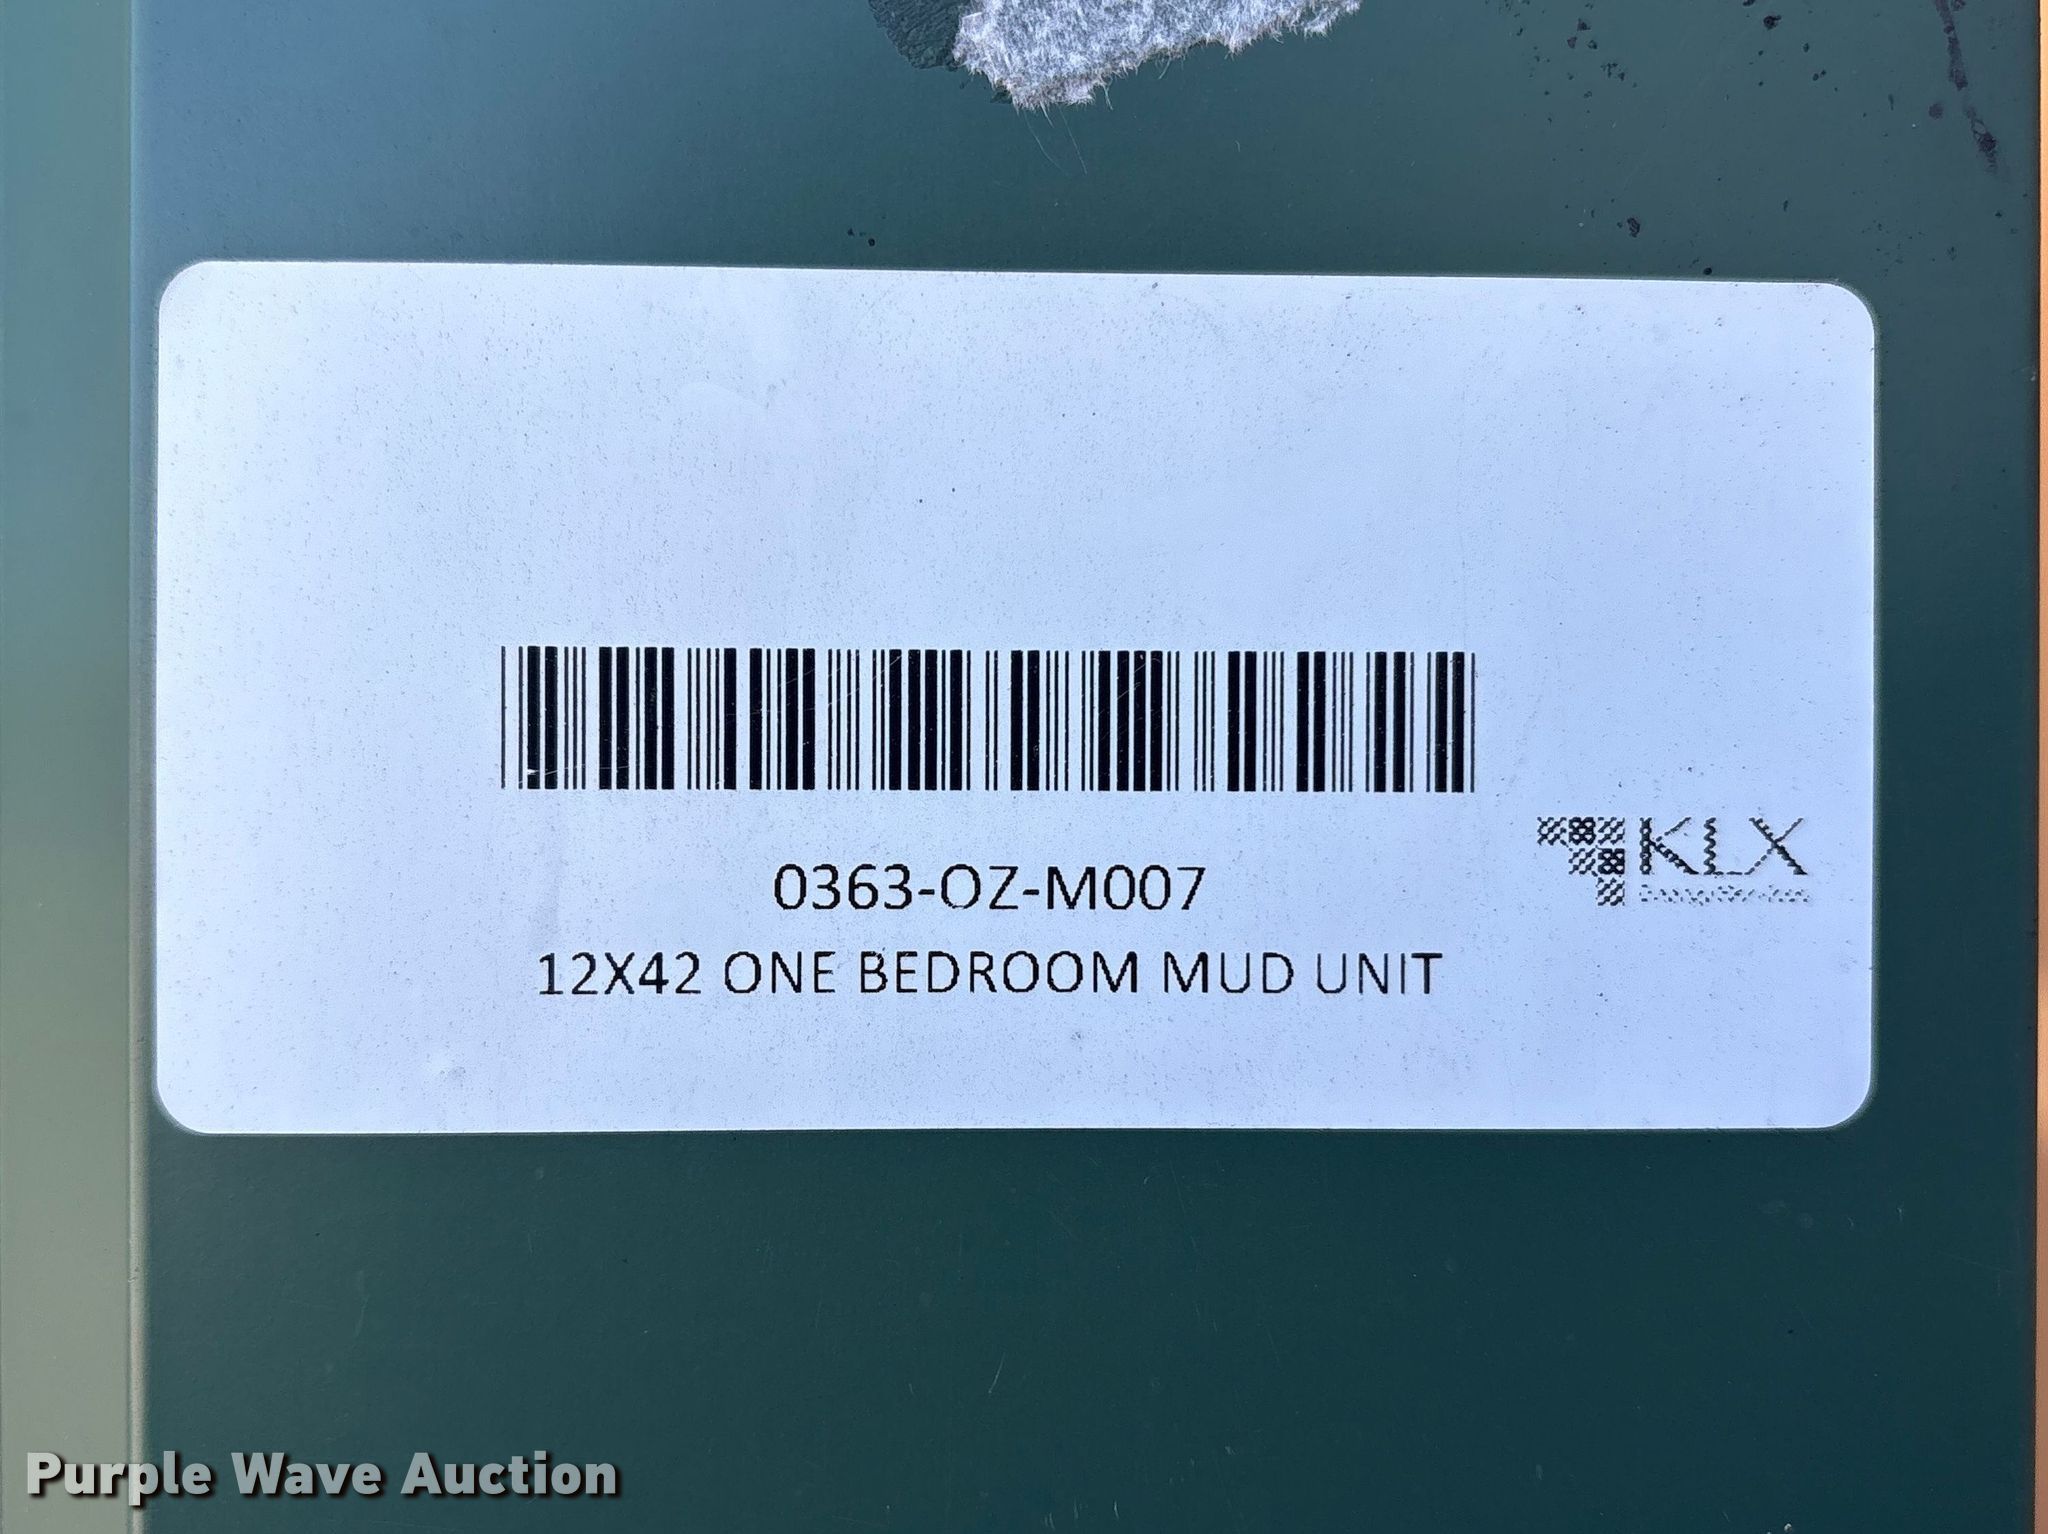 0363-OZ-M007
12X42 ONE BEDROOM MUD UNIT
KLX
Purple Wave Auction